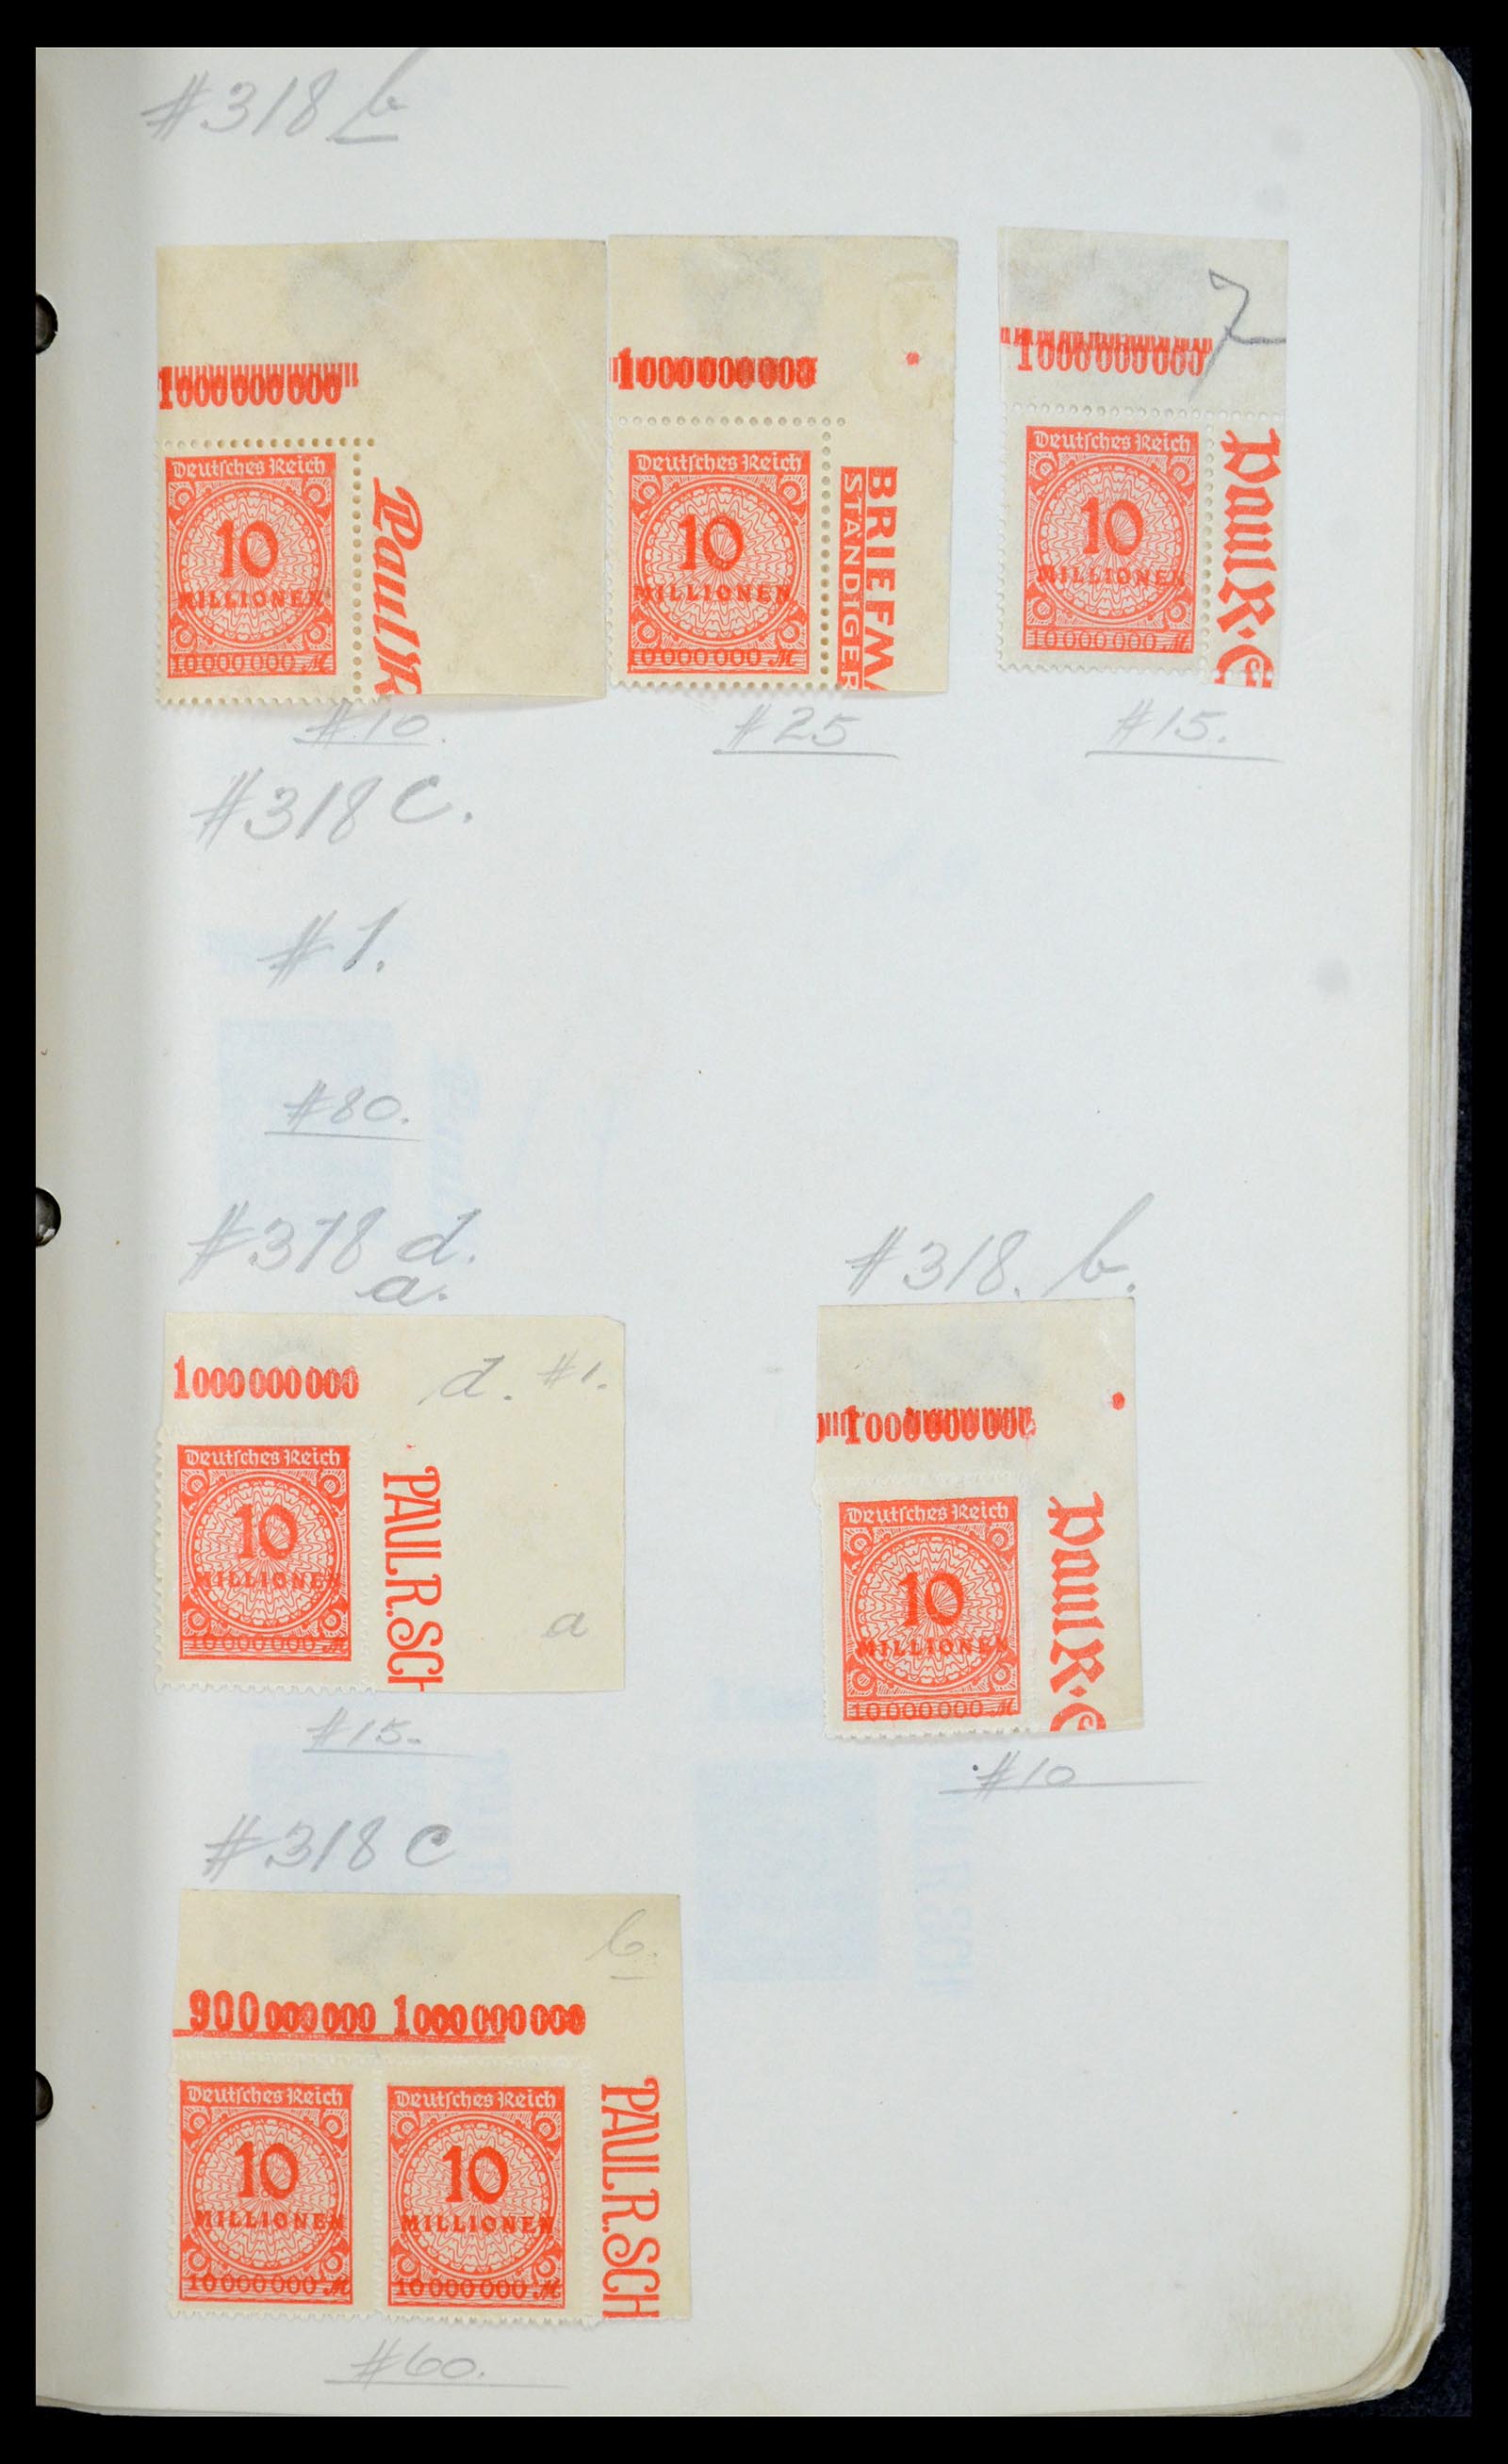 #318 b
1000000000
Deutsches Reich
10
MILLIONEN
10000000 M
Paul K
#10.
1000000000
Deutsches Reich
10
MILLIONEN
10000000 M
BRIEFM
STÄNDIGER
#25
7
1000000000
Deutsches Reich
10
MILLIONEN
10000000 M
Paul R. S
#15.
#318 C.
#1.
#80.
#318 d.
a.
1000000000
d. #1.
Deutsches Reich
10
MILLIONEN
10000000 M
PAUL R. SCH
a
#15.
#318. b.
1000000000
Deutsches Reich
10
MILLIONEN
10000000 M
Paul R. S
#10
#318 C
b.
900000000 1000000000
Deutsches Reich
10
MILLIONEN
10000000 M
Deutsches Reich
10
MILLIONEN
10000000 M
PAUL R. SCH
#60.